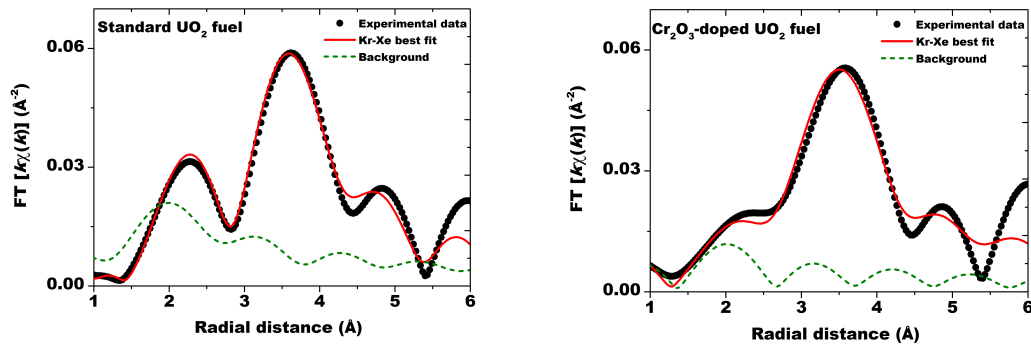 Standard UO₂ fuel
Experimental data
Kr-Xe best fit
Background
0.06
0.03
0.00
FT [kχ(k)] (Å⁻²)
1 2 3 4 5 6
Radial distance (Å)
Cr₂O₃-doped UO₂ fuel
Experimental data
Kr-Xe best fit
Background
0.06
0.03
0.00
FT [kχ(k)] (Å⁻²)
1 2 3 4 5 6
Radial distance (Å)